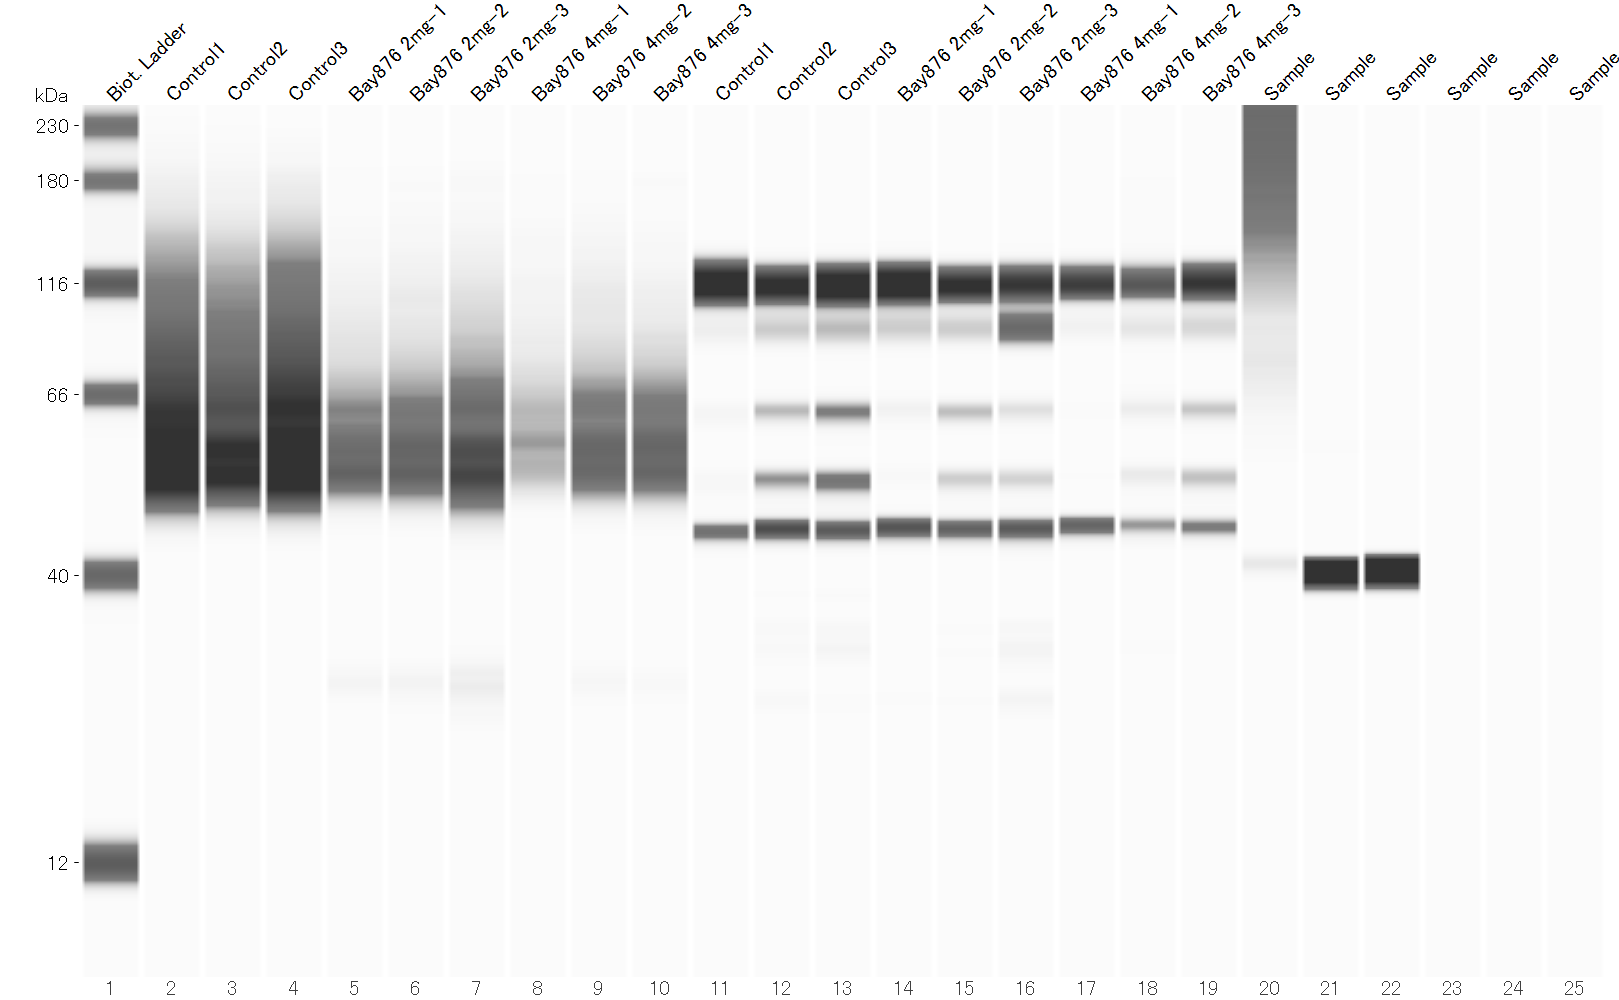 kDa
Biot. Ladder
Control1
Control2
Control3
Bay876 2mg-1
Bay876 2mg-2
Bay876 2mg-3
Bay876 4mg-1
Bay876 4mg-2
Bay876 4mg-3
Control1
Control2
Control3
Bay876 2mg-1
Bay876 2mg-2
Bay876 2mg-3
Bay876 4mg-1
Bay876 4mg-2
Bay876 4mg-3
Sample
Sample
Sample
Sample
Sample
Sample
230
180
116
66
40
12
1 2 3 4 5 6 7 8 9 10 11 12 13 14 15 16 17 18 19 20 21 22 23 24 25